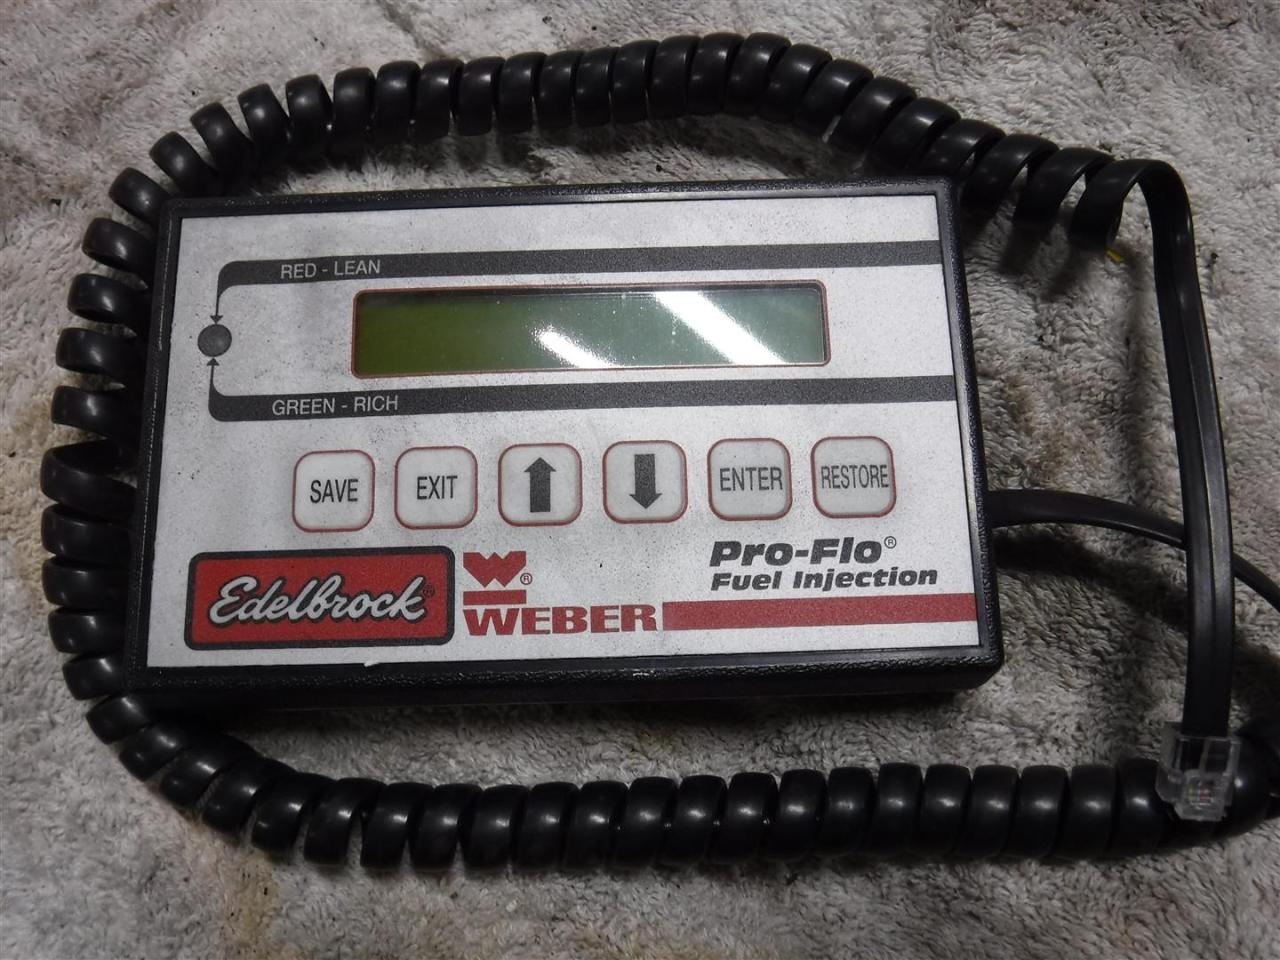 RED - LEAN
GREEN - RICH
SAVE
EXIT
ENTER
RESTORE
Edelbrock®
W®
WEBER
Pro-Flo®
Fuel Injection